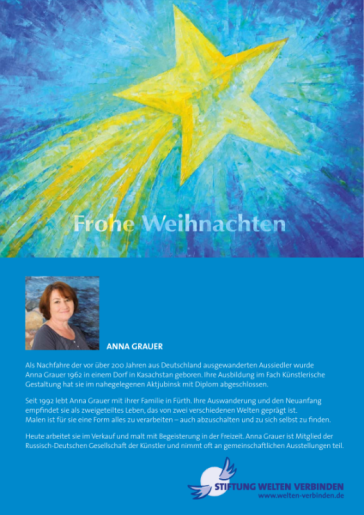 Frohe Weihnachten
ANNA GRAUER
Als Nachfahre der vor über 200 Jahren aus Deutschland ausgewanderten Aussiedler wurde
Anna Grauer 1962 in einem Dorf in Kasachstan geboren. Ihre Ausbildung im Fach Künstlerische
Gestaltung hat sie im nahegelegenen Aktjubinsk mit Diplom abgeschlossen.
Seit 1992 lebt Anna Grauer mit ihrer Familie in Fürth. Ihre Auswanderung und den Neuanfang
empfindet sie als zweigeteiltes Leben, das von zwei verschiedenen Welten geprägt ist.
Malen ist für sie eine Form alles zu verarbeiten – auch abzuschalten und zu sich selbst zu finden.
Heute arbeitet sie im Verkauf und malt mit Begeisterung in der Freizeit. Anna Grauer ist Mitglied der
Russisch-Deutschen Gesellschaft der Künstler und nimmt oft an gemeinschaftlichen Ausstellungen teil.
STIFTUNG WELTEN VERBINDEN
www.welten-verbinden.de